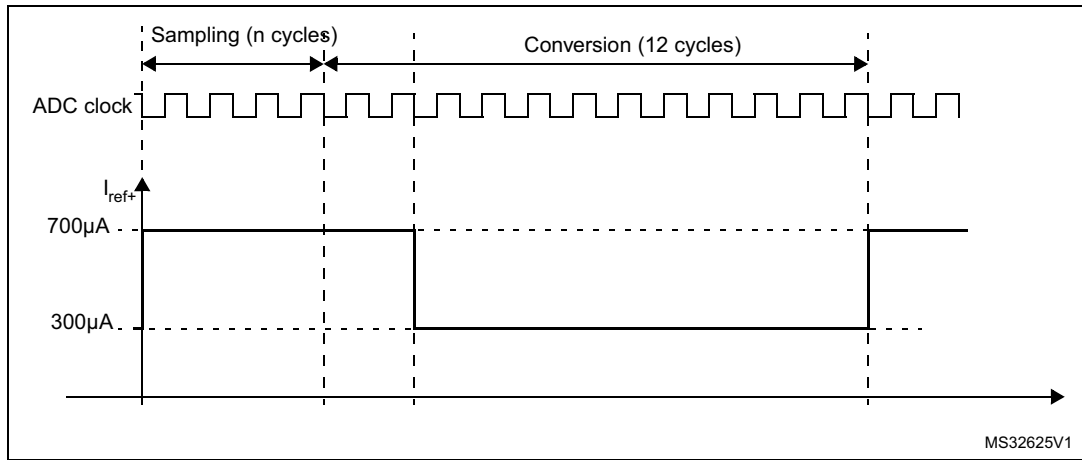 Sampling (n cycles)
Conversion (12 cycles)
ADC clock
Iref+
700µA
300µA
MS32625V1